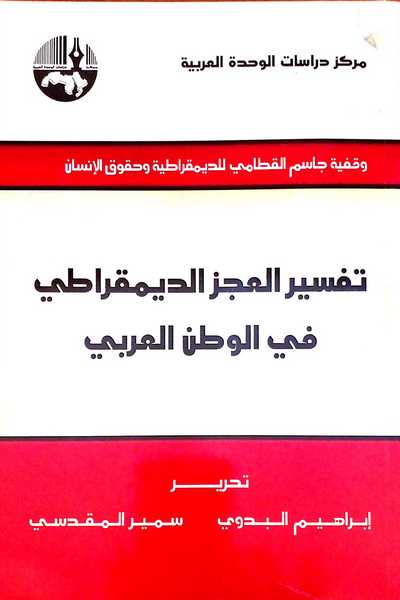 مركز دراسات الوحدة العربية
وقفية جاسم القطامي للديمقراطية وحقوق الإنسان
تفسير العجز الديمقراطي
في الوطن العربي
تحريـر
إبراهيم البدوي سمير المقدسي